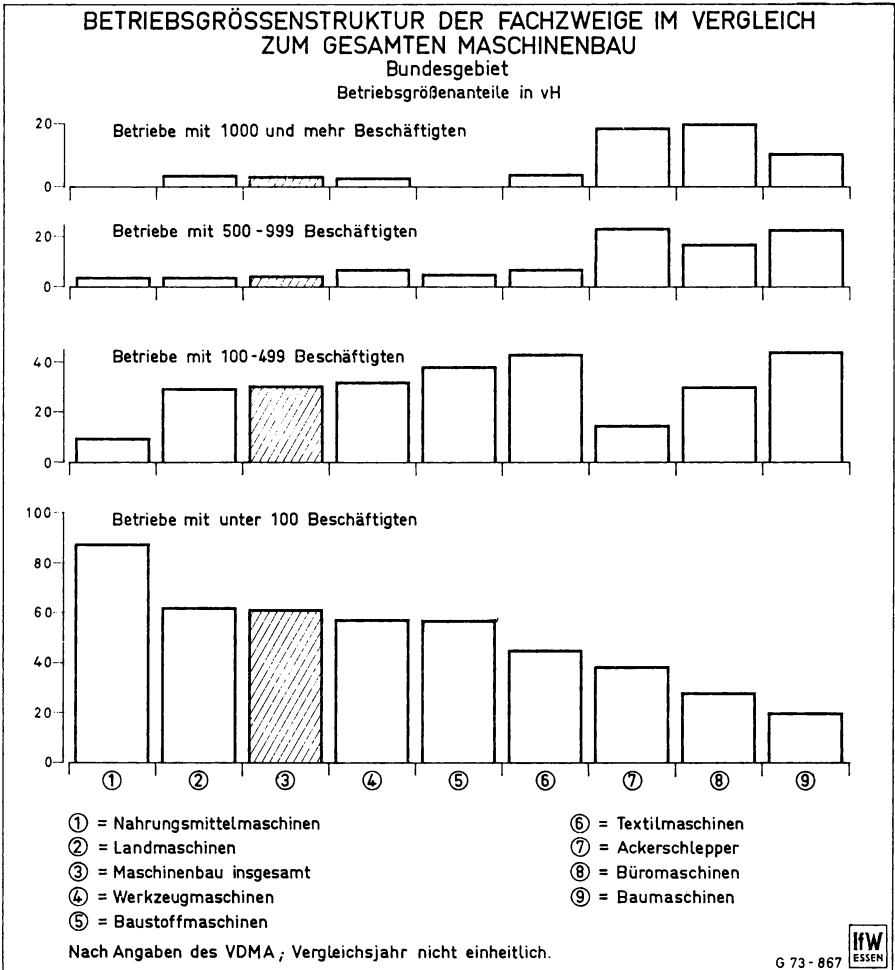 BETRIEBSGRÖSSENSTRUKTUR DER FACHZWEIGE IM VERGLEICH
ZUM GESAMTEN MASCHINENBAU
Bundesgebiet
Betriebsgrößenanteile in vH
Betriebe mit 1000 und mehr Beschäftigten
20
0
Betriebe mit 500-999 Beschäftigten
20
0
Betriebe mit 100-499 Beschäftigten
40
20
0
Betriebe mit unter 100 Beschäftigten
100
80
60
40
20
0
① ② ③ ④ ⑤ ⑥ ⑦ ⑧ ⑨
① = Nahrungsmittelmaschinen
② = Landmaschinen
③ = Maschinenbau insgesamt
④ = Werkzeugmaschinen
⑤ = Baustoffmaschinen
⑥ = Textilmaschinen
⑦ = Ackerschlepper
⑧ = Büromaschinen
⑨ = Baumaschinen
Nach Angaben des VDMA; Vergleichsjahr nicht einheitlich.
G 73-867
IfW
ESSEN